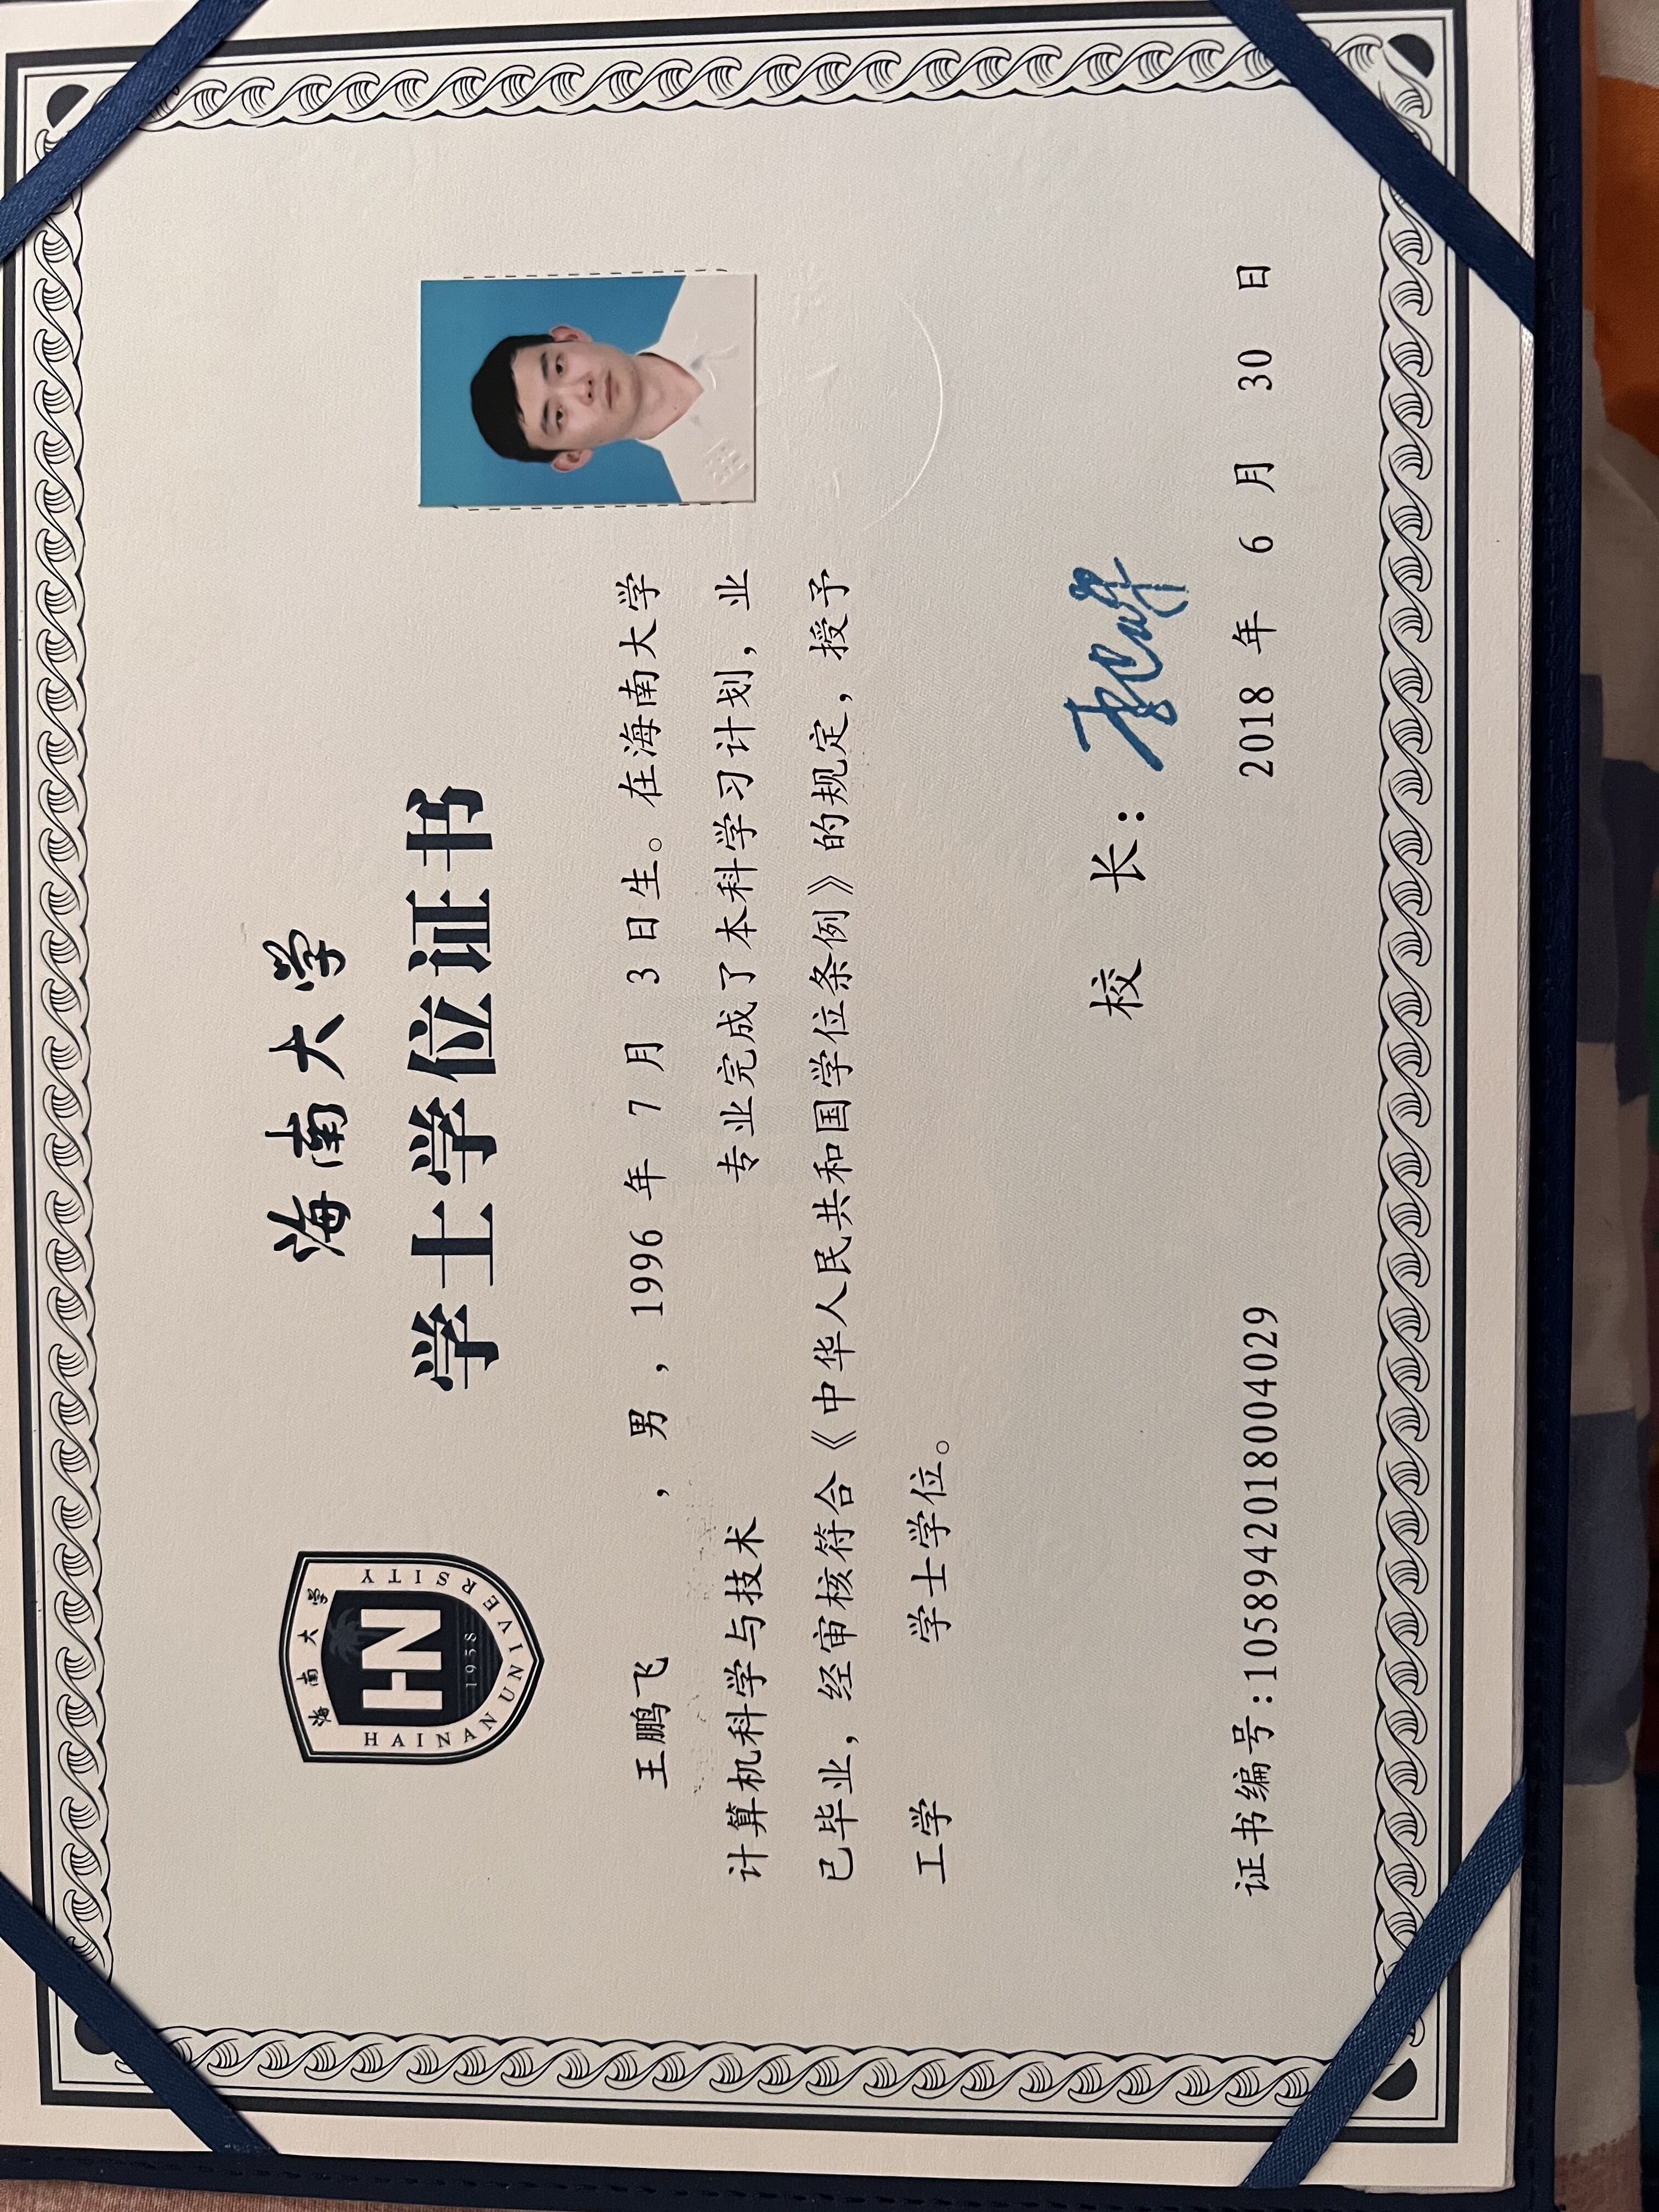 海南大学
HAINAN UNIVERSITY
HN
1958
海南大学
学士学位证书
王鹏飞 ，男，1996 年 7 月 3 日生。在海南大学
计算机科学与技术 专业完成了本科学习计划，业
已毕业，经审核符合《中华人民共和国学位条例》的规定，授予
工学 学士学位。
校 长：
证书编号:1058942018004029
2018 年 6 月 30 日